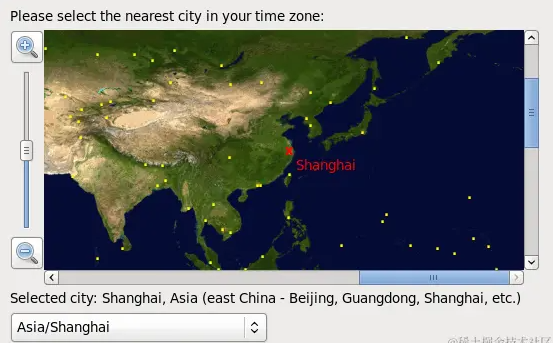 Please select the nearest city in your time zone:
Shanghai
Selected city: Shanghai, Asia (east China - Beijing, Guangdong, Shanghai, etc.)
Asia/Shanghai
@稀土掘金技术社区